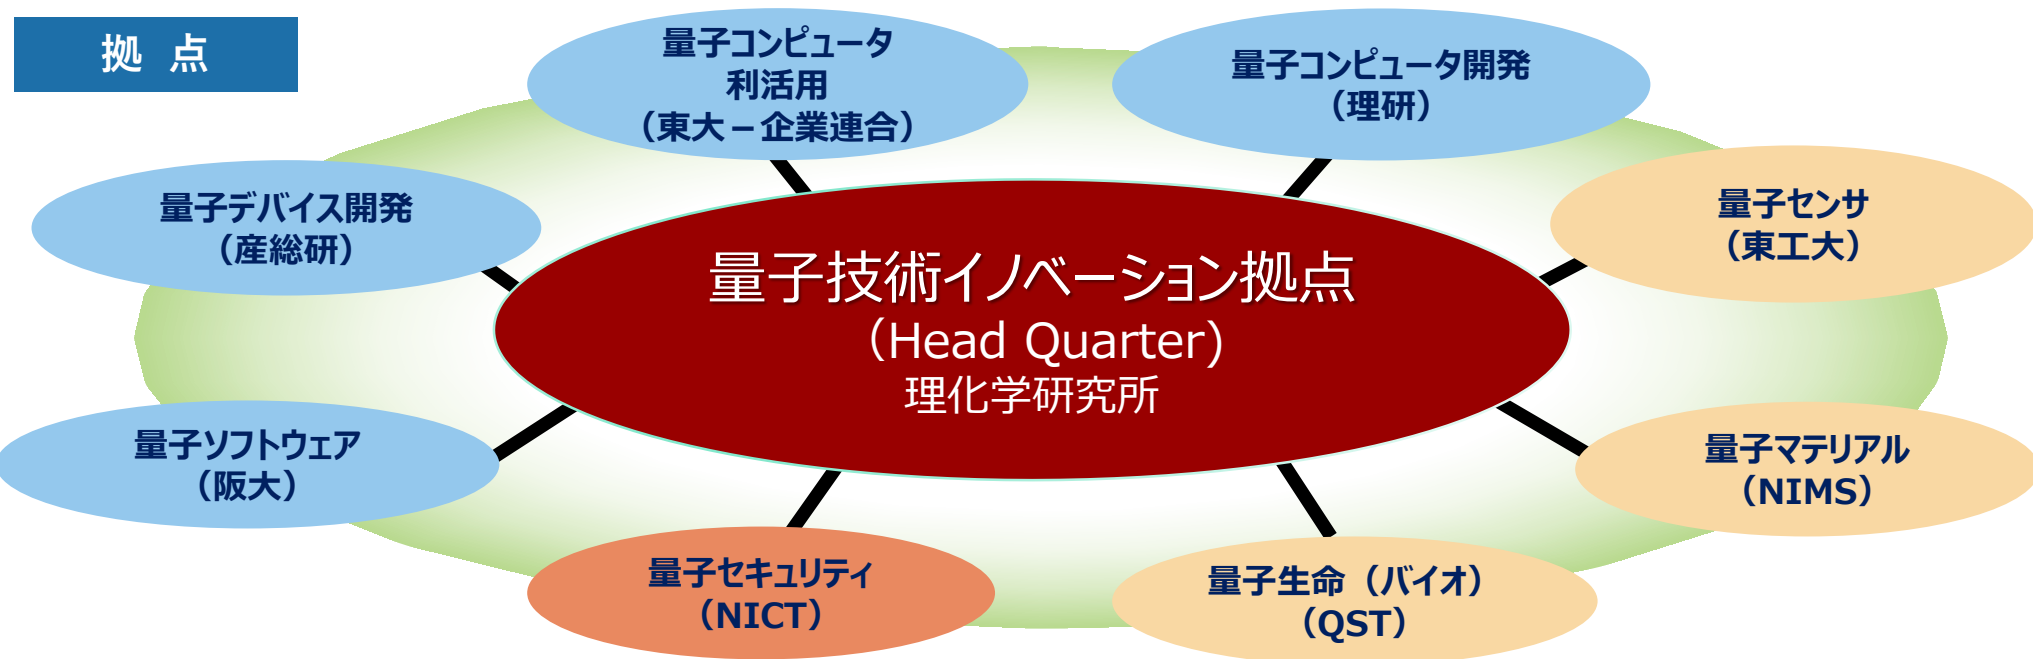 拠 点
量子コンピュータ
利活用
（東大－企業連合）
量子コンピュータ開発
（理研）
量子デバイス開発
（産総研）
量子センサ
（東工大）
量子技術イノベーション拠点
（Head Quarter）
理化学研究所
量子ソフトウェア
（阪大）
量子マテリアル
（NIMS）
量子セキュリティ
（NICT）
量子生命（バイオ）
（QST）